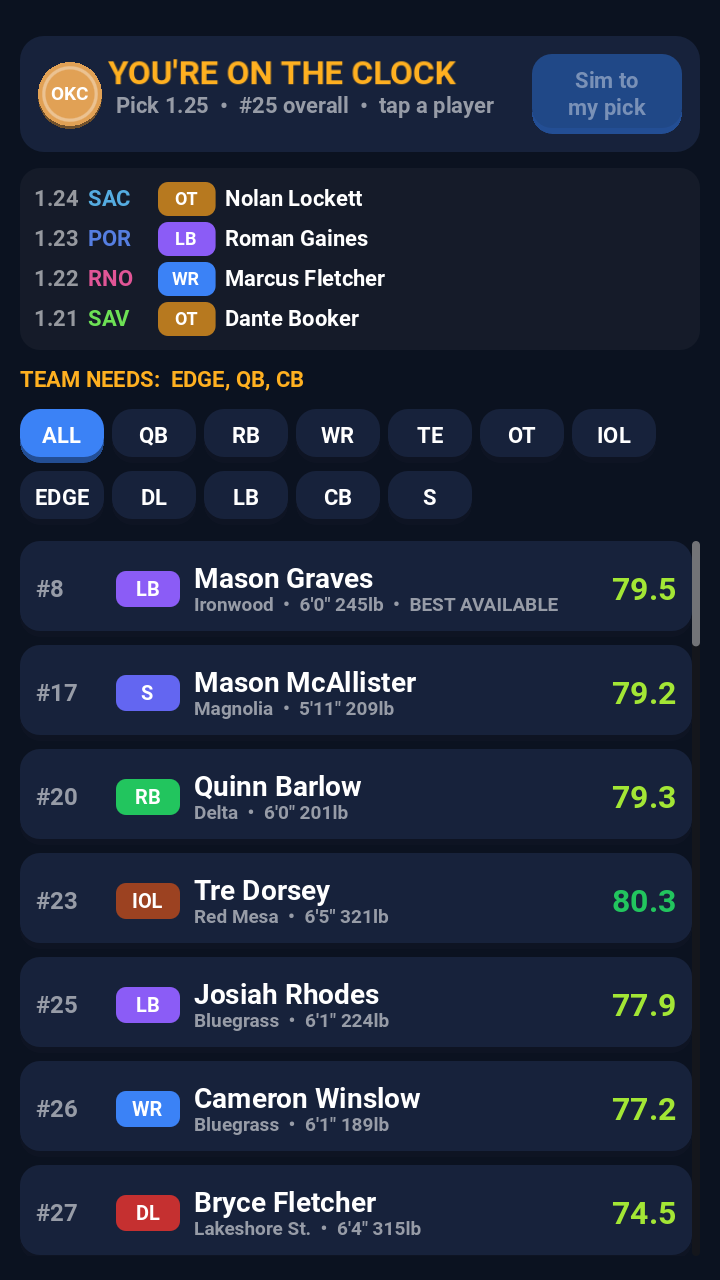 OKC
YOU'RE ON THE CLOCK
Pick 1.25 • #25 overall • tap a player
Sim to
my pick
1.24 SAC OT Nolan Lockett
1.23 POR LB Roman Gaines
1.22 RNO WR Marcus Fletcher
1.21 SAV OT Dante Booker
TEAM NEEDS: EDGE, QB, CB
ALL QB RB WR TE OT IOL
EDGE DL LB CB S
#8 LB Mason Graves 79.5
Ironwood • 6'0" 245lb • BEST AVAILABLE
#17 S Mason McAllister 79.2
Magnolia • 5'11" 209lb
#20 RB Quinn Barlow 79.3
Delta • 6'0" 201lb
#23 IOL Tre Dorsey 80.3
Red Mesa • 6'5" 321lb
#25 LB Josiah Rhodes 77.9
Bluegrass • 6'1" 224lb
#26 WR Cameron Winslow 77.2
Bluegrass • 6'1" 189lb
#27 DL Bryce Fletcher 74.5
Lakeshore St. • 6'4" 315lb